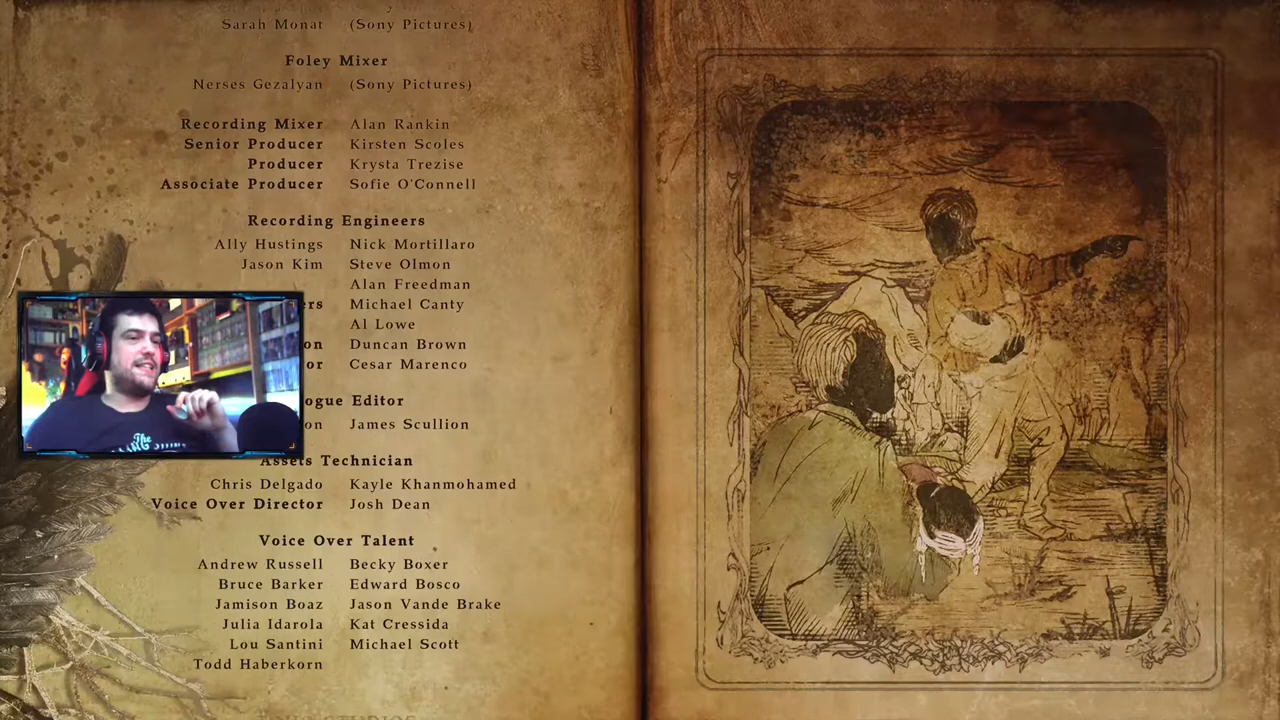 Sarah Monat (Sony Pictures)
Foley Mixer
Nerses Gezalyan (Sony Pictures)
Recording Mixer Alan Rankin
Senior Producer Kirsten Scoles
Producer Krysta Trezise
Associate Producer Sofie O'Connell
Recording Engineers
Ally Hustings Nick Mortillaro
Jason Kim Steve Olmon
Alan Freedman
Michael Canty
Al Lowe
Duncan Brown
Cesar Marenco
Editor
James Scullion
Assets Technician
Chris Delgado Kayle Khanmohamed
Voice Over Director Josh Dean
Voice Over Talent
Andrew Russell Becky Boxer
Bruce Barker Edward Bosco
Jamison Boaz Jason Vande Brake
Julia Idarola Kat Cressida
Lou Santini Michael Scott
Todd Haberkorn
The